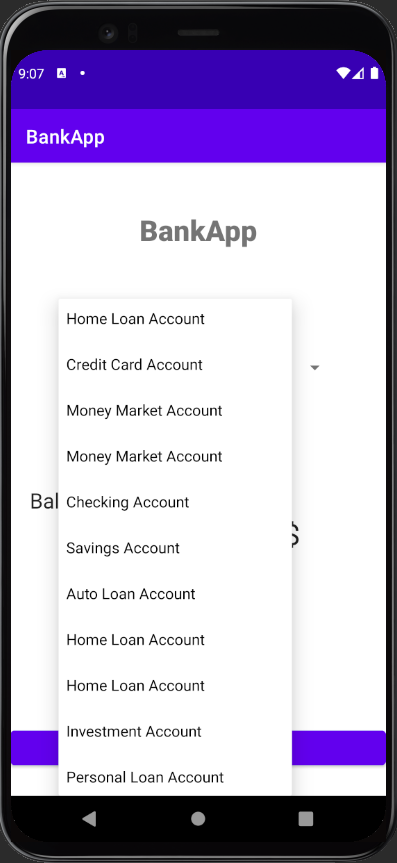 9:07
A
BankApp
BankApp
Home Loan Account
Credit Card Account
Money Market Account
Money Market Account
Checking Account
Bal
Savings Account
$
Auto Loan Account
Home Loan Account
Home Loan Account
Investment Account
Personal Loan Account